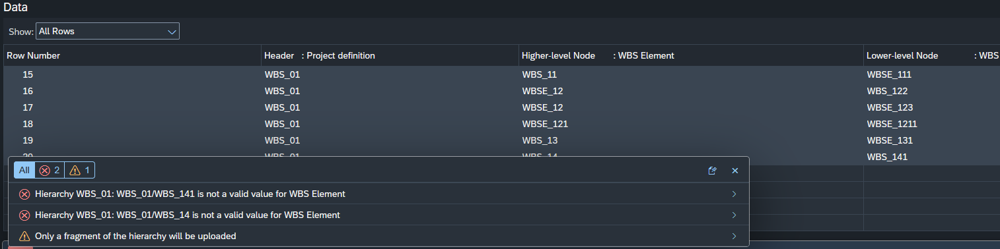 Data
Show: All Rows
Row Number Header : Project definition Higher-level Node : WBS Element Lower-level Node : WBS
15 WBS_01 WBS_11 WBSE_111
16 WBS_01 WBSE_12 WBS_122
17 WBS_01 WBSE_12 WBSE_123
18 WBS_01 WBSE_121 WBSE_1211
19 WBS_01 WBS_13 WBSE_131
20 WBS_01 WBS_14 WBS_141
All 2 1
Hierarchy WBS_01: WBS_01/WBS_141 is not a valid value for WBS Element
Hierarchy WBS_01: WBS_01/WBS_14 is not a valid value for WBS Element
Only a fragment of the hierarchy will be uploaded